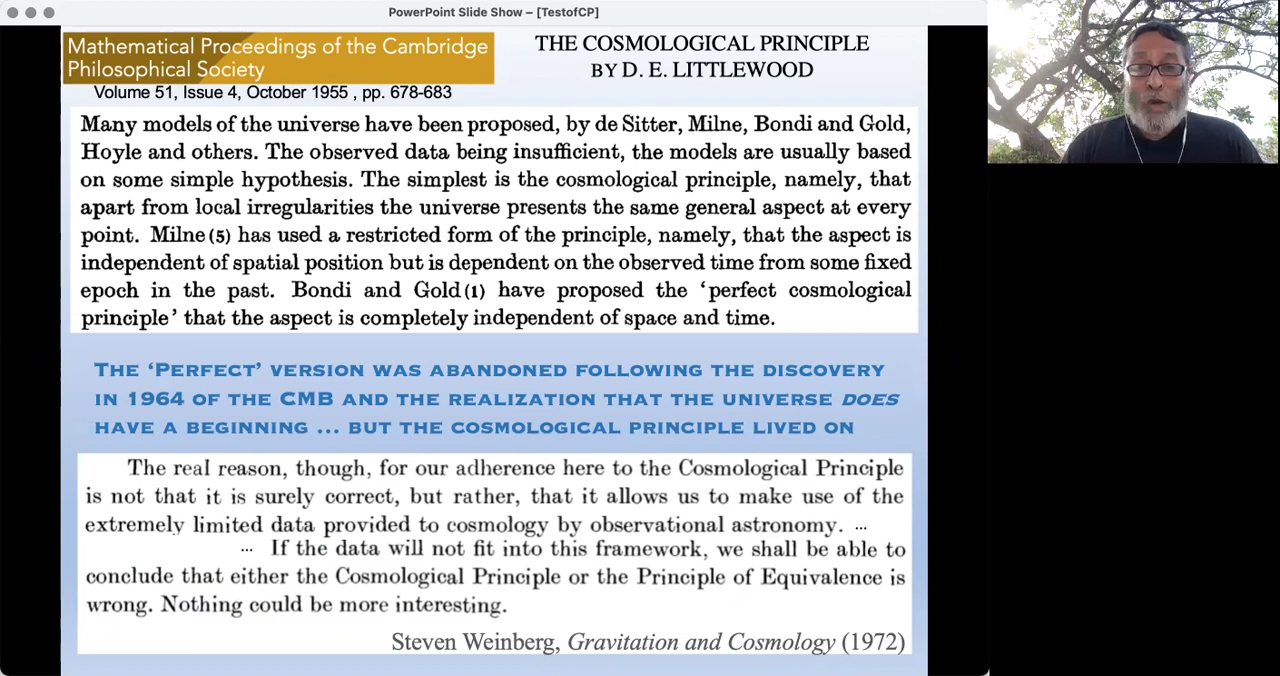 PowerPoint Slide Show – [TestofCP]
Mathematical Proceedings of the Cambridge
Philosophical Society
Volume 51, Issue 4, October 1955 , pp. 678-683
THE COSMOLOGICAL PRINCIPLE
BY D. E. LITTLEWOOD
Many models of the universe have been proposed, by de Sitter, Milne, Bondi and Gold,
Hoyle and others. The observed data being insufficient, the models are usually based
on some simple hypothesis. The simplest is the cosmological principle, namely, that
apart from local irregularities the universe presents the same general aspect at every
point. Milne (5) has used a restricted form of the principle, namely, that the aspect is
independent of spatial position but is dependent on the observed time from some fixed
epoch in the past. Bondi and Gold (1) have proposed the ‘perfect cosmological
principle’ that the aspect is completely independent of space and time.
THE ‘PERFECT’ VERSION WAS ABANDONED FOLLOWING THE DISCOVERY
IN 1964 OF THE CMB AND THE REALIZATION THAT THE UNIVERSE DOES
HAVE A BEGINNING ... BUT THE COSMOLOGICAL PRINCIPLE LIVED ON
The real reason, though, for our adherence here to the Cosmological Principle
is not that it is surely correct, but rather, that it allows us to make use of the
extremely limited data provided to cosmology by observational astronomy. ...
... If the data will not fit into this framework, we shall be able to
conclude that either the Cosmological Principle or the Principle of Equivalence is
wrong. Nothing could be more interesting.
Steven Weinberg, Gravitation and Cosmology (1972)